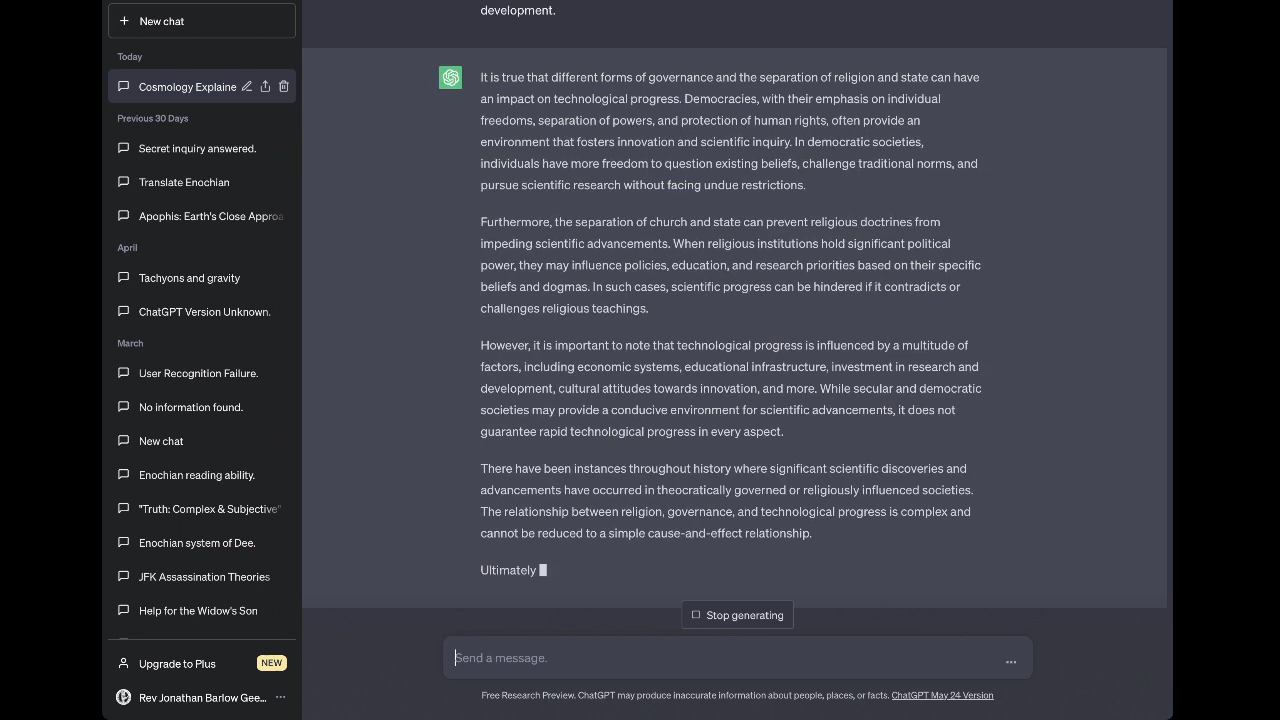 New chat
Today
Cosmology Explaine
Previous 30 Days
Secret inquiry answered.
Translate Enochian
Apophis: Earth's Close Approa
April
Tachyons and gravity
ChatGPT Version Unknown.
March
User Recognition Failure.
No information found.
New chat
Enochian reading ability.
"Truth: Complex & Subjective"
Enochian system of Dee.
JFK Assassination Theories
Help for the Widow's Son
Upgrade to Plus
NEW
Rev Jonathan Barlow Gee...
development.
It is true that different forms of governance and the separation of religion and state can have
an impact on technological progress. Democracies, with their emphasis on individual
freedoms, separation of powers, and protection of human rights, often provide an
environment that fosters innovation and scientific inquiry. In democratic societies,
individuals have more freedom to question existing beliefs, challenge traditional norms, and
pursue scientific research without facing undue restrictions.
Furthermore, the separation of church and state can prevent religious doctrines from
impeding scientific advancements. When religious institutions hold significant political
power, they may influence policies, education, and research priorities based on their specific
beliefs and dogmas. In such cases, scientific progress can be hindered if it contradicts or
challenges religious teachings.
However, it is important to note that technological progress is influenced by a multitude of
factors, including economic systems, educational infrastructure, investment in research and
development, cultural attitudes towards innovation, and more. While secular and democratic
societies may provide a conducive environment for scientific advancements, it does not
guarantee rapid technological progress in every aspect.
There have been instances throughout history where significant scientific discoveries and
advancements have occurred in theocratically governed or religiously influenced societies.
The relationship between religion, governance, and technological progress is complex and
cannot be reduced to a simple cause-and-effect relationship.
Ultimately
Stop generating
Send a message.
Free Research Preview. ChatGPT may produce inaccurate information about people, places, or facts. ChatGPT May 24 Version